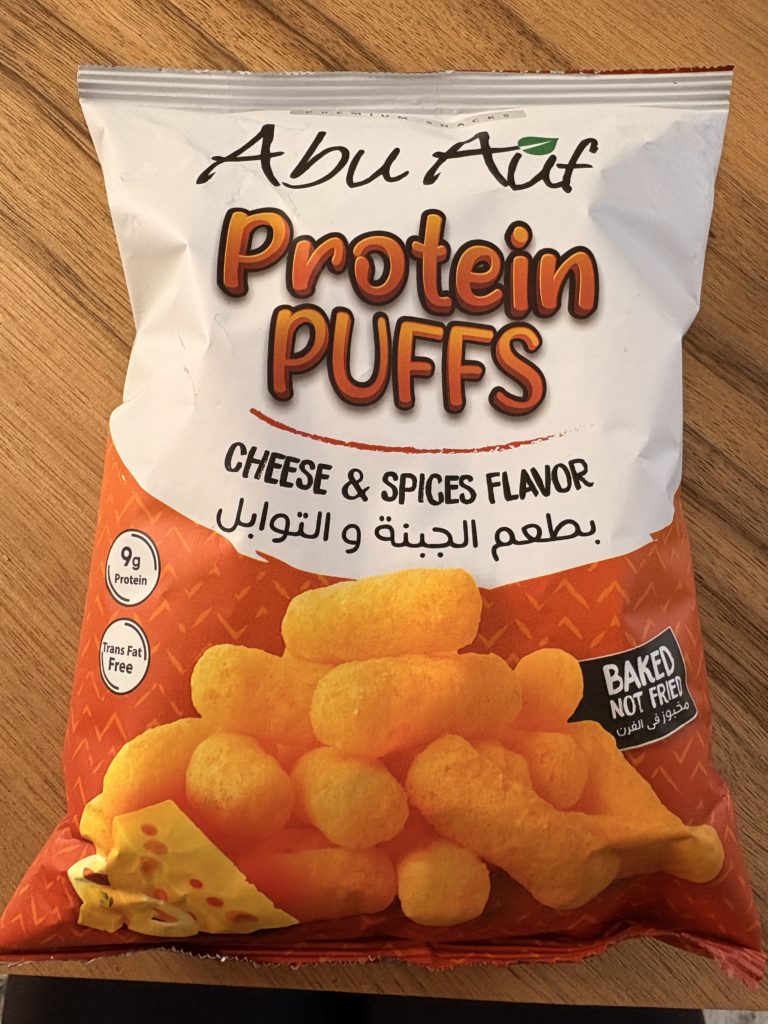 PREMIUM SNACKS
Abu Auf
Protein
PUFFS
CHEESE & SPICES FLAVOR
بطعم الجبنة و التوابل
9g
Protein
Trans Fat
Free
BAKED
NOT FRIED
مخبوز في الفرن